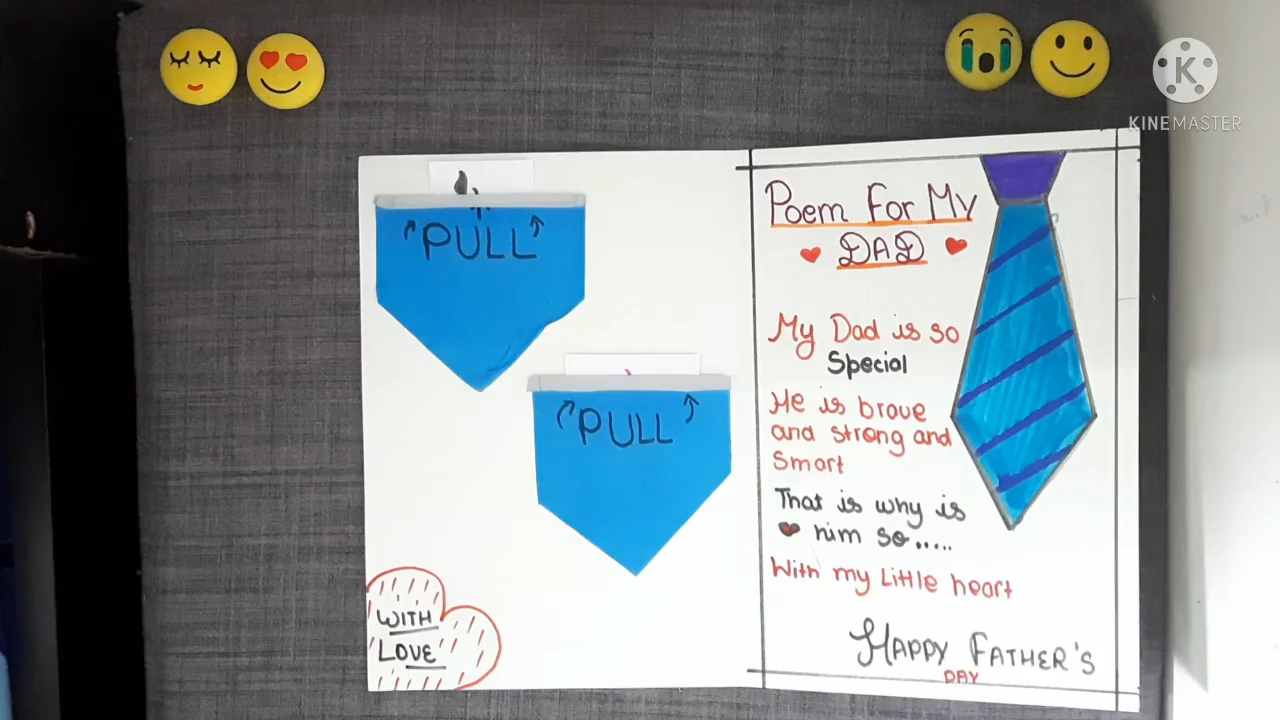 KINEMASTER
PULL
PULL
WITH
LOVE
Poem For My
DAD
My Dad is so
Special
He is brave
and strong and
Smart
That is why is
❤ him so.....
With my Little heart
HAPPY FATHER'S
DAY